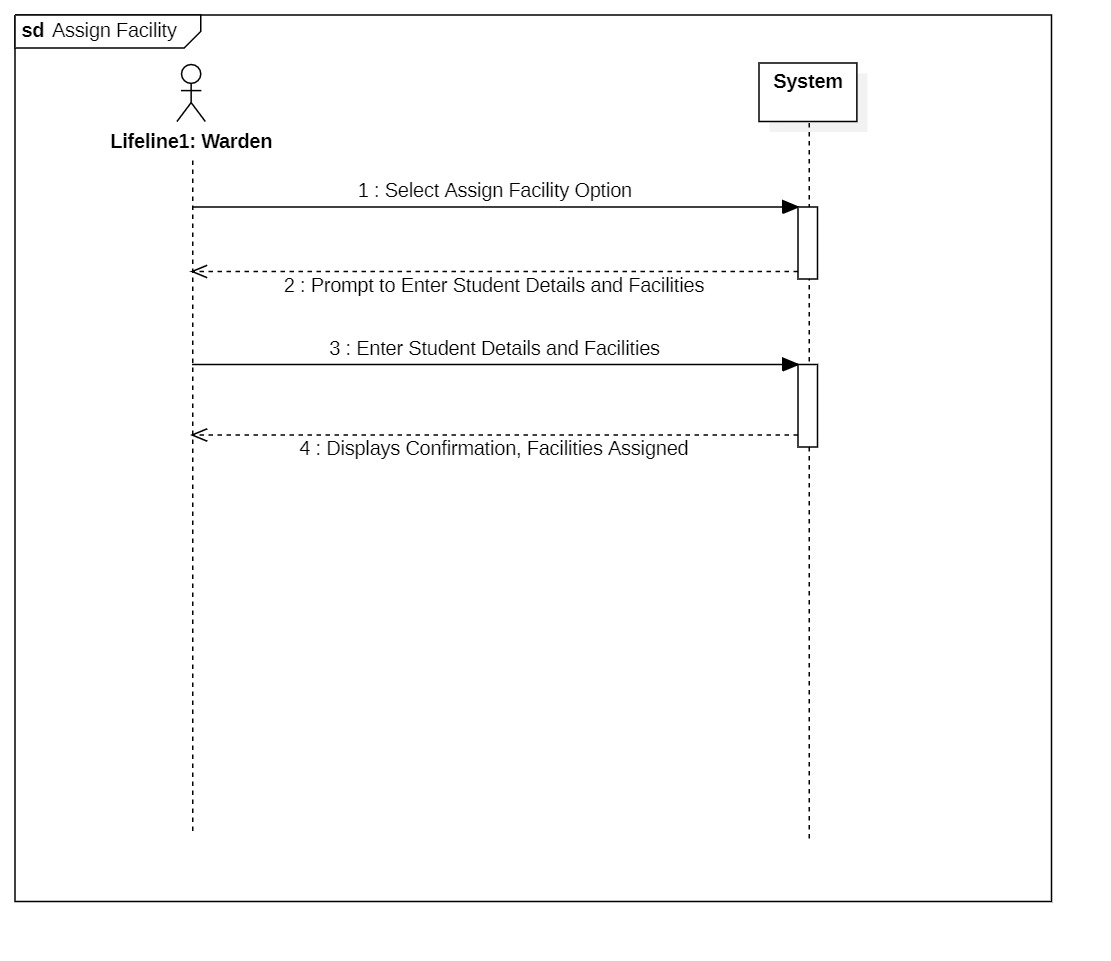 sd Assign Facility
System
Lifeline1: Warden
1 : Select Assign Facility Option
2 : Prompt to Enter Student Details and Facilities
3 : Enter Student Details and Facilities
4 : Displays Confirmation, Facilities Assigned